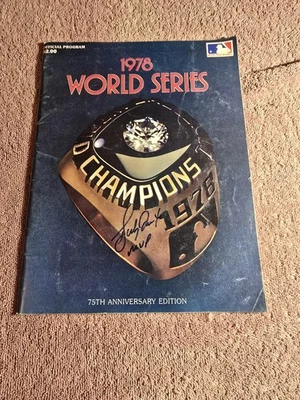 OFFICIAL PROGRAM
$2.00
1978
WORLD SERIES
D CHAMPIONS
1978
MVP
75TH ANNIVERSARY EDITION